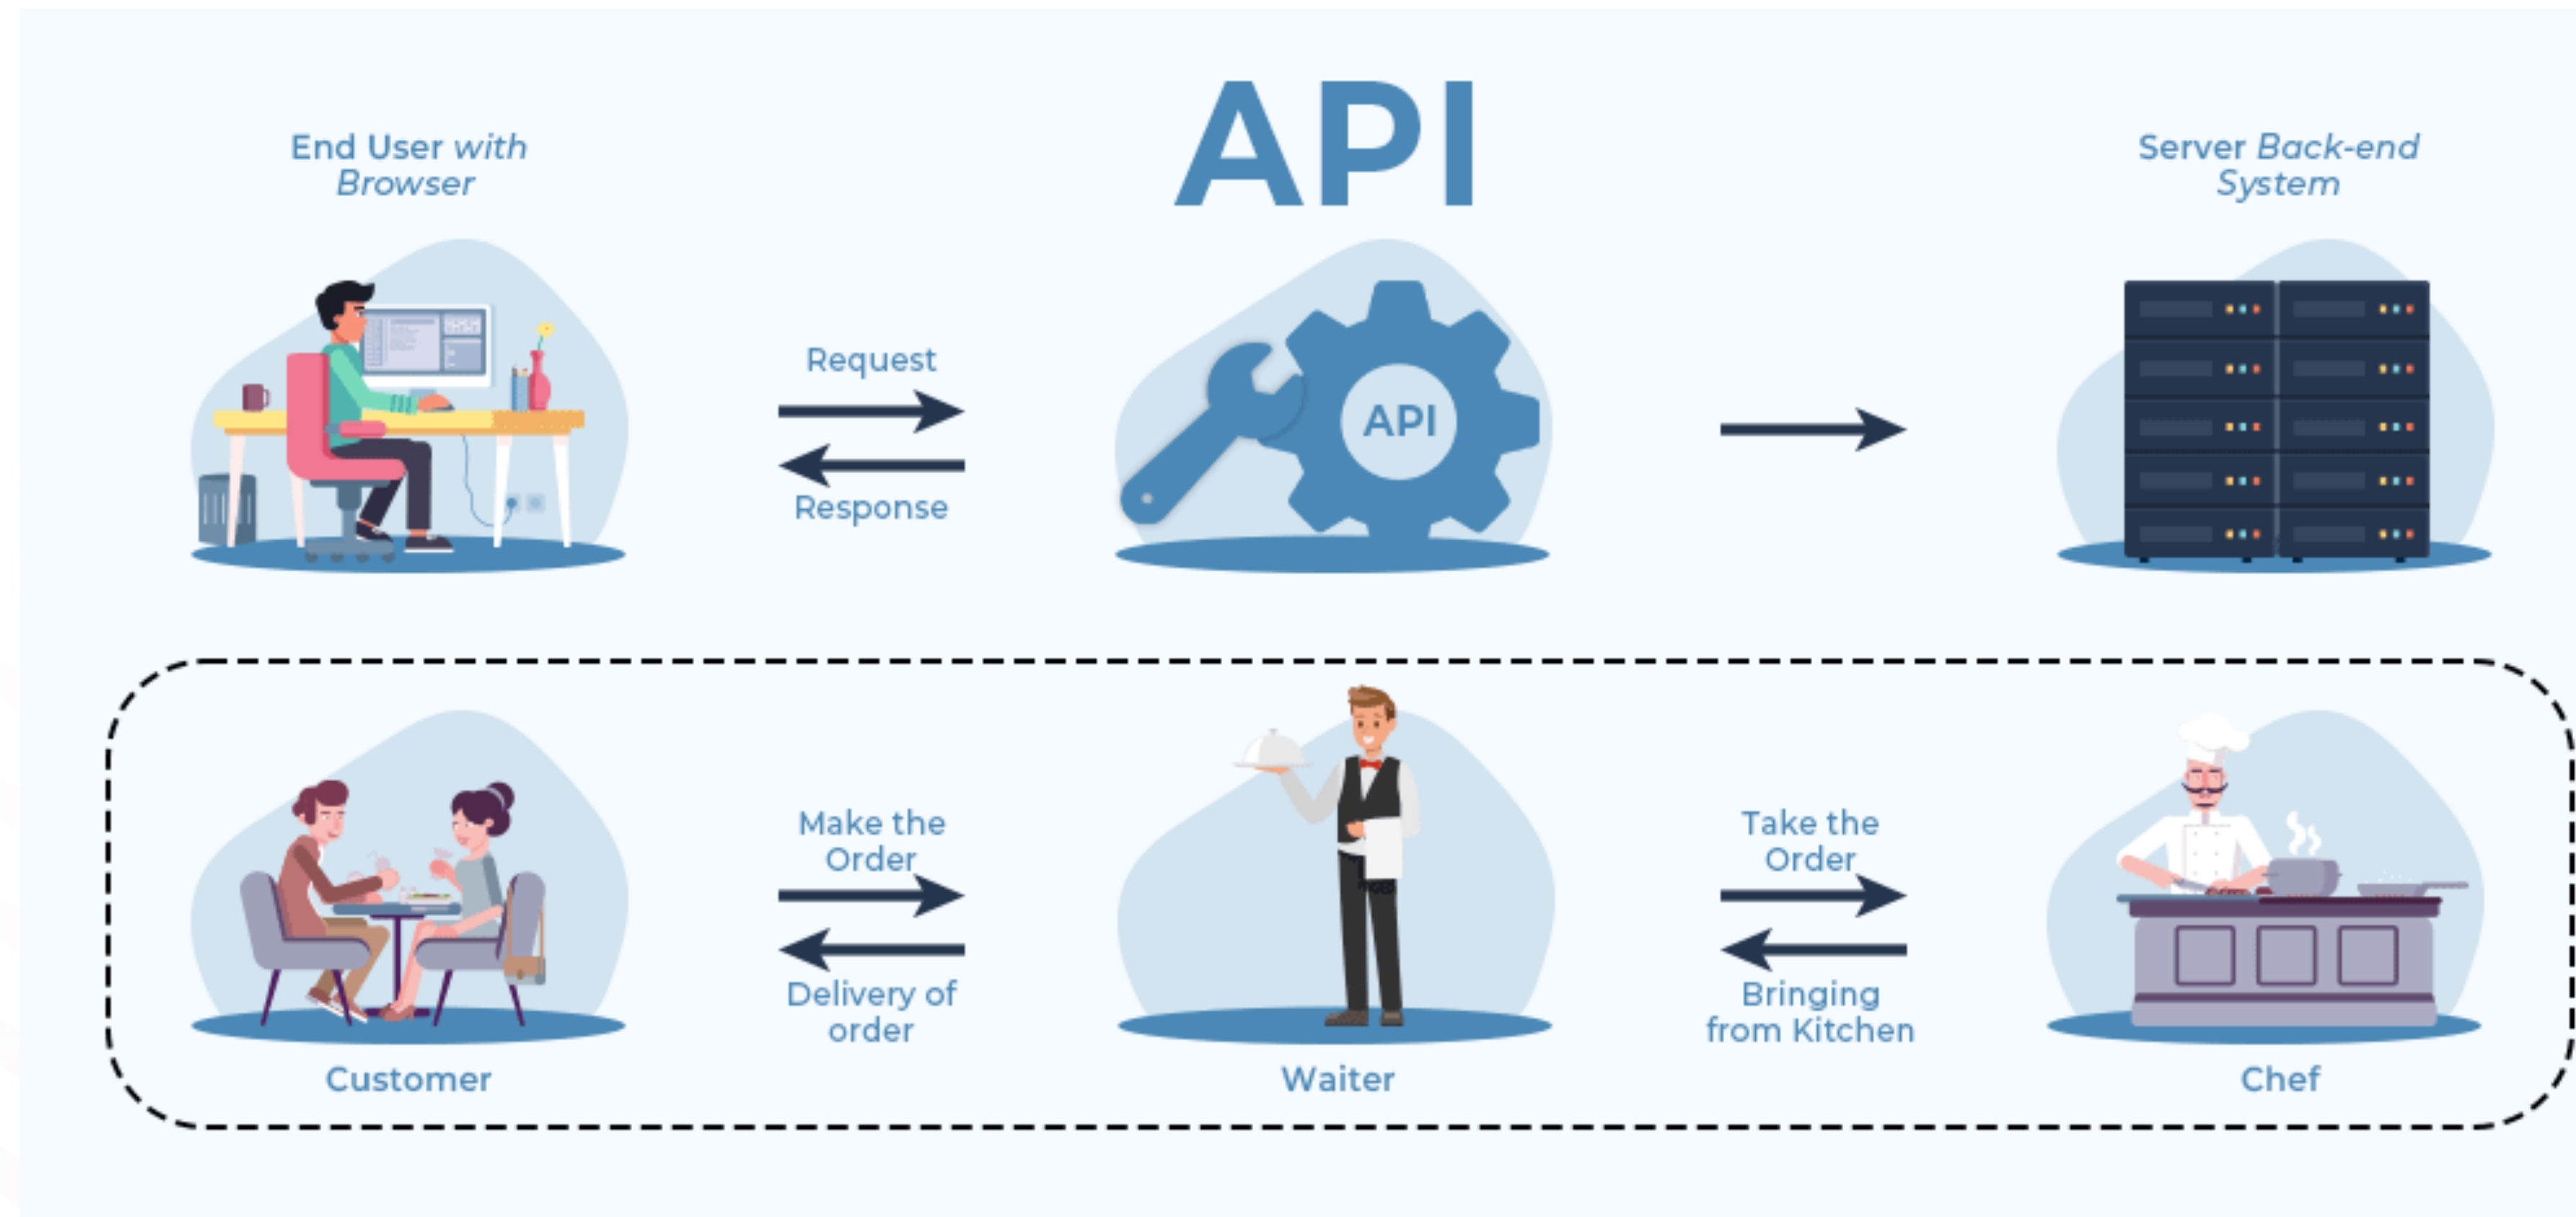 API
End User with
Browser
Server Back-end
System
Request
Response
API
Make the
Order
Delivery of
order
Take the
Order
Bringing
from Kitchen
Customer
Waiter
Chef